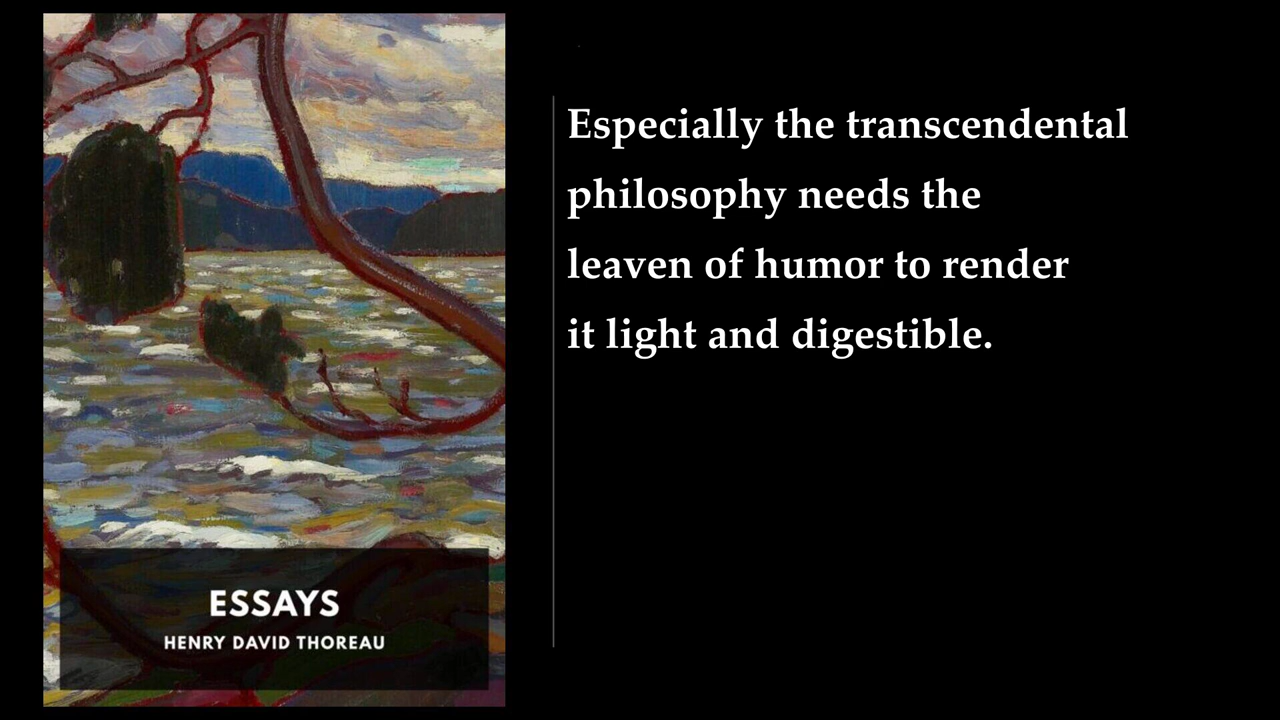 Especially the transcendental
philosophy needs the
leaven of humor to render
it light and digestible.
ESSAYS
HENRY DAVID THOREAU